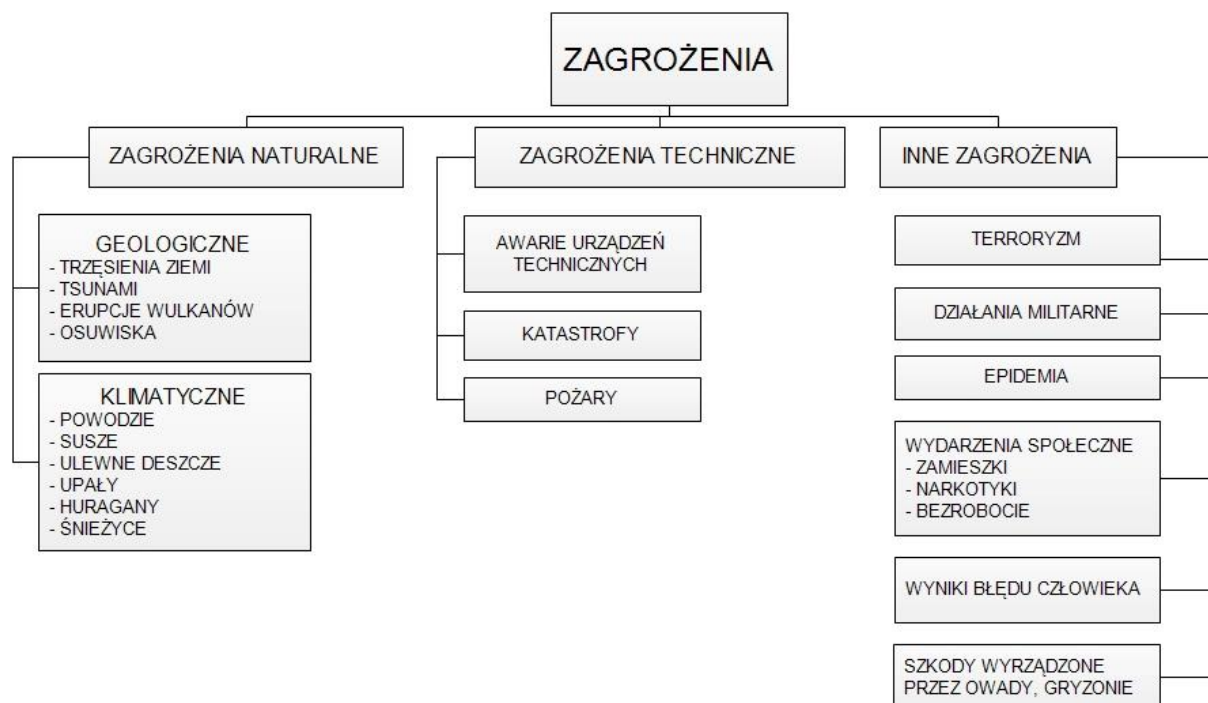 ZAGROŻENIA
ZAGROŻENIA NATURALNE
GEOLOGICZNE
- TRZĘSIENIA ZIEMI
- TSUNAMI
- ERUPCJE WULKANÓW
- OSUWISKA
KLIMATYCZNE
- POWODZIE
- SUSZE
- ULEWNE DESZCZE
- UPAŁY
- HURAGANY
- ŚNIEŻYCE
ZAGROŻENIA TECHNICZNE
AWARIE URZĄDZEŃ
TECHNICZNYCH
KATASTROFY
POŻARY
INNE ZAGROŻENIA
TERRORYZM
DZIAŁANIA MILITARNE
EPIDEMIA
WYDARZENIA SPOŁECZNE
- ZAMIESZKI
- NARKOTYKI
- BEZROBOCIE
WYNIKI BŁĘDU CZŁOWIEKA
SZKODY WYRZĄDZONE
PRZEZ OWADY, GRYZONIE